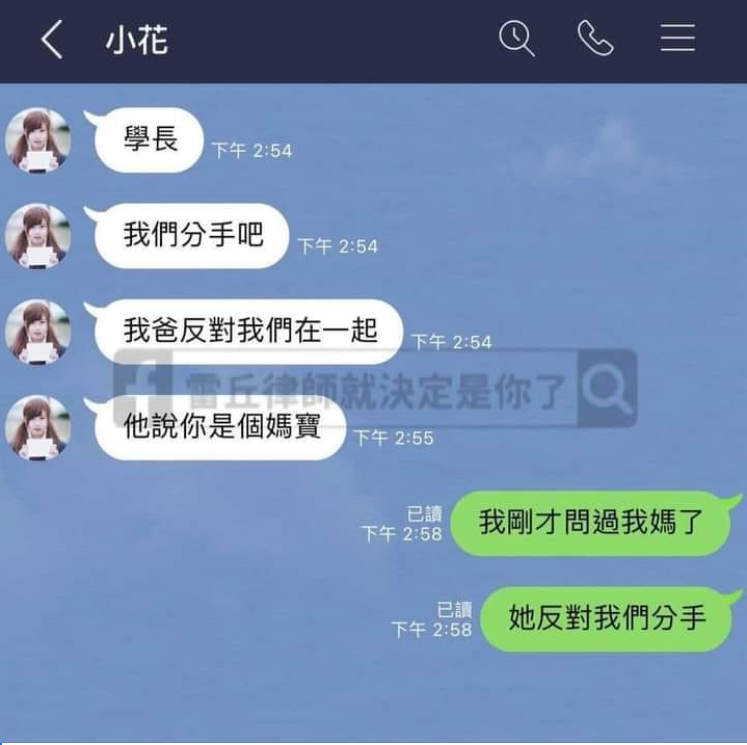 小花
學長
下午 2:54
我們分手吧
下午 2:54
我爸反對我們在一起
下午 2:54
雷丘律師就決定是你了
他說你是個媽寶
下午 2:55
已讀
下午 2:58
我剛才問過我媽了
已讀
下午 2:58
她反對我們分手